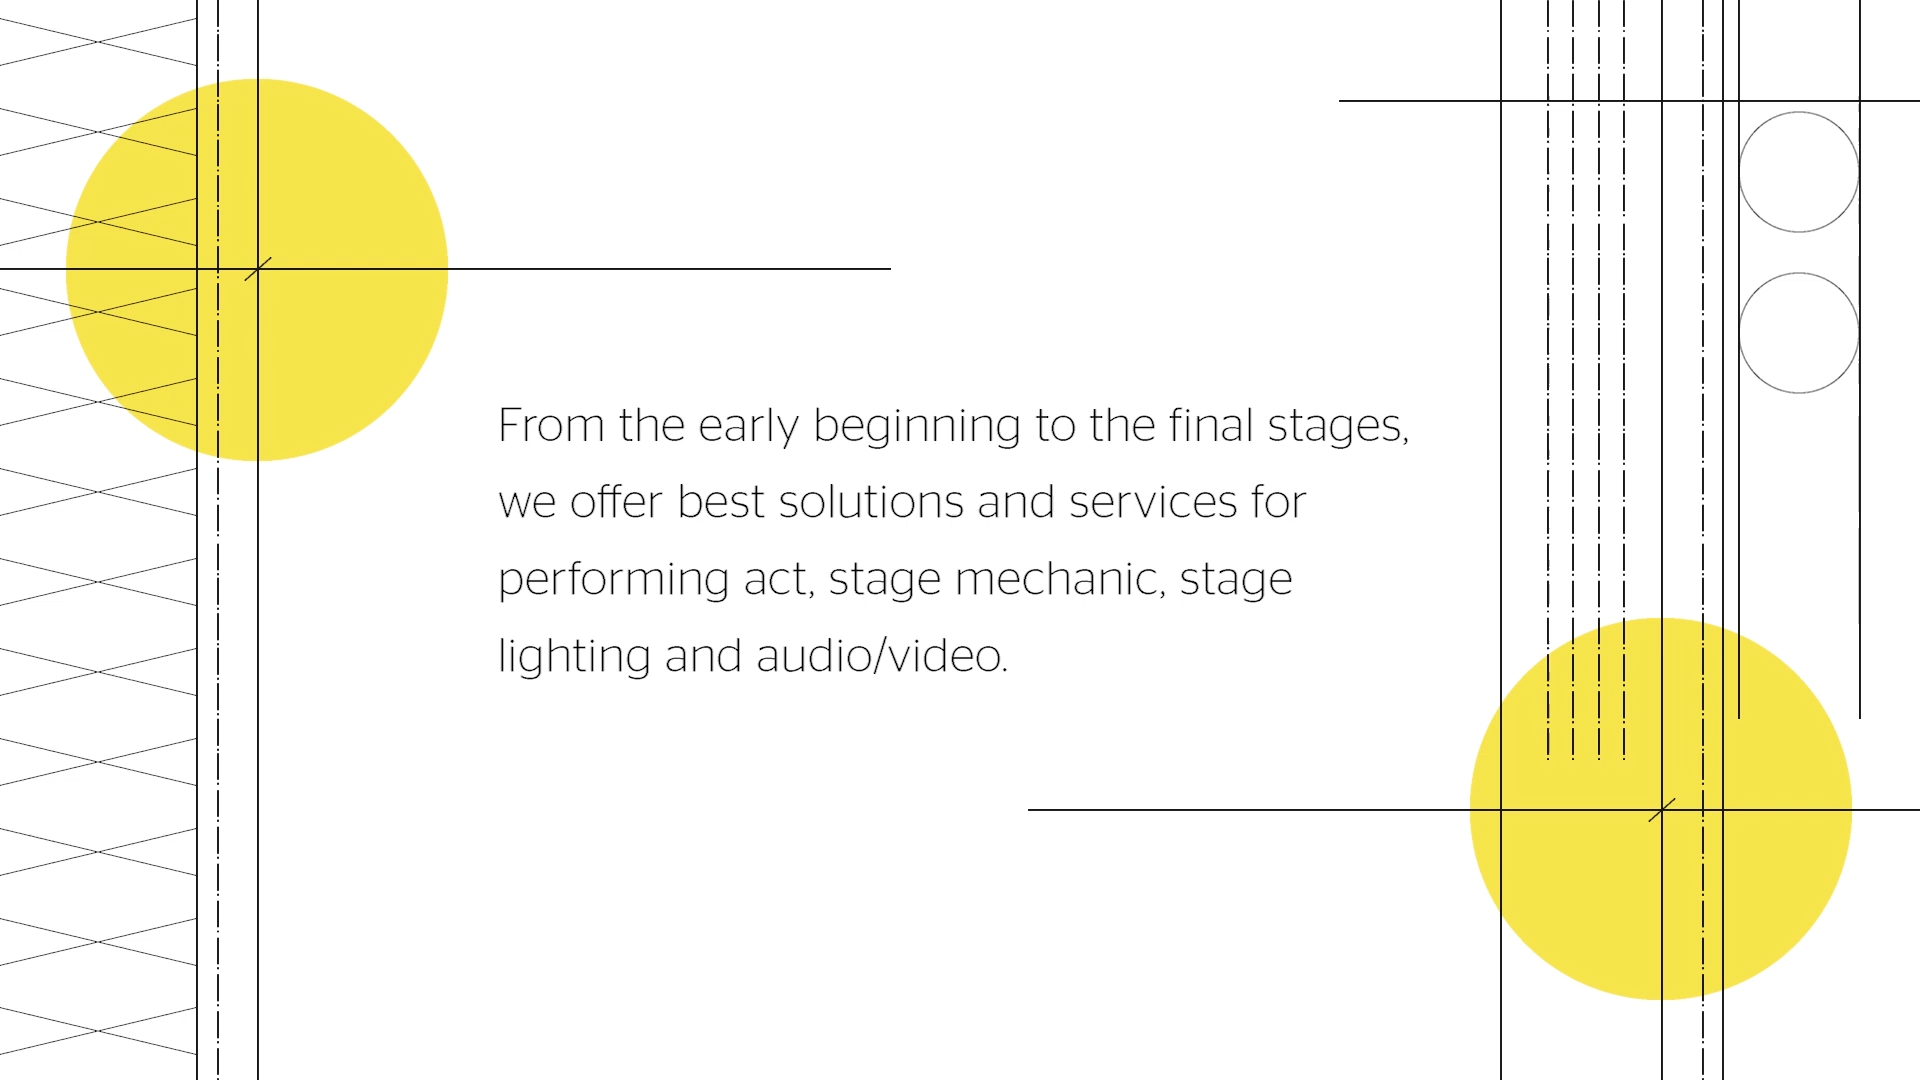 From the early beginning to the final stages,
we offer best solutions and services for
performing act, stage mechanic, stage
lighting and audio/video.